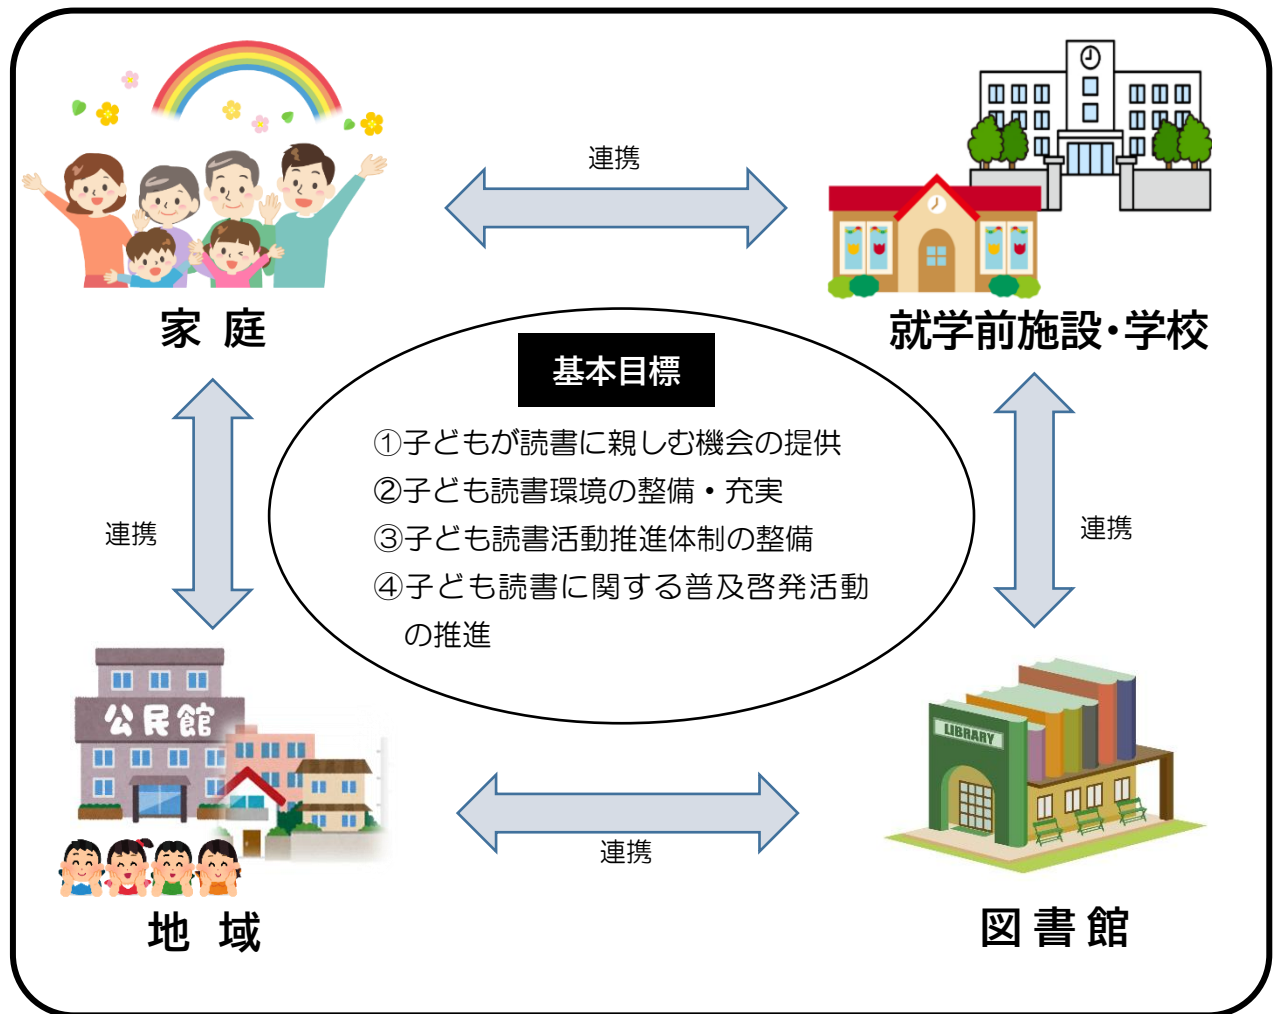 連携
家庭
就学前施設・学校
基本目標
①子どもが読書に親しむ機会の提供
②子ども読書環境の整備・充実
③子ども読書活動推進体制の整備
④子ども読書に関する普及啓発活動
の推進
連携
連携
公民館
LIBRARY
連携
地域
図書館